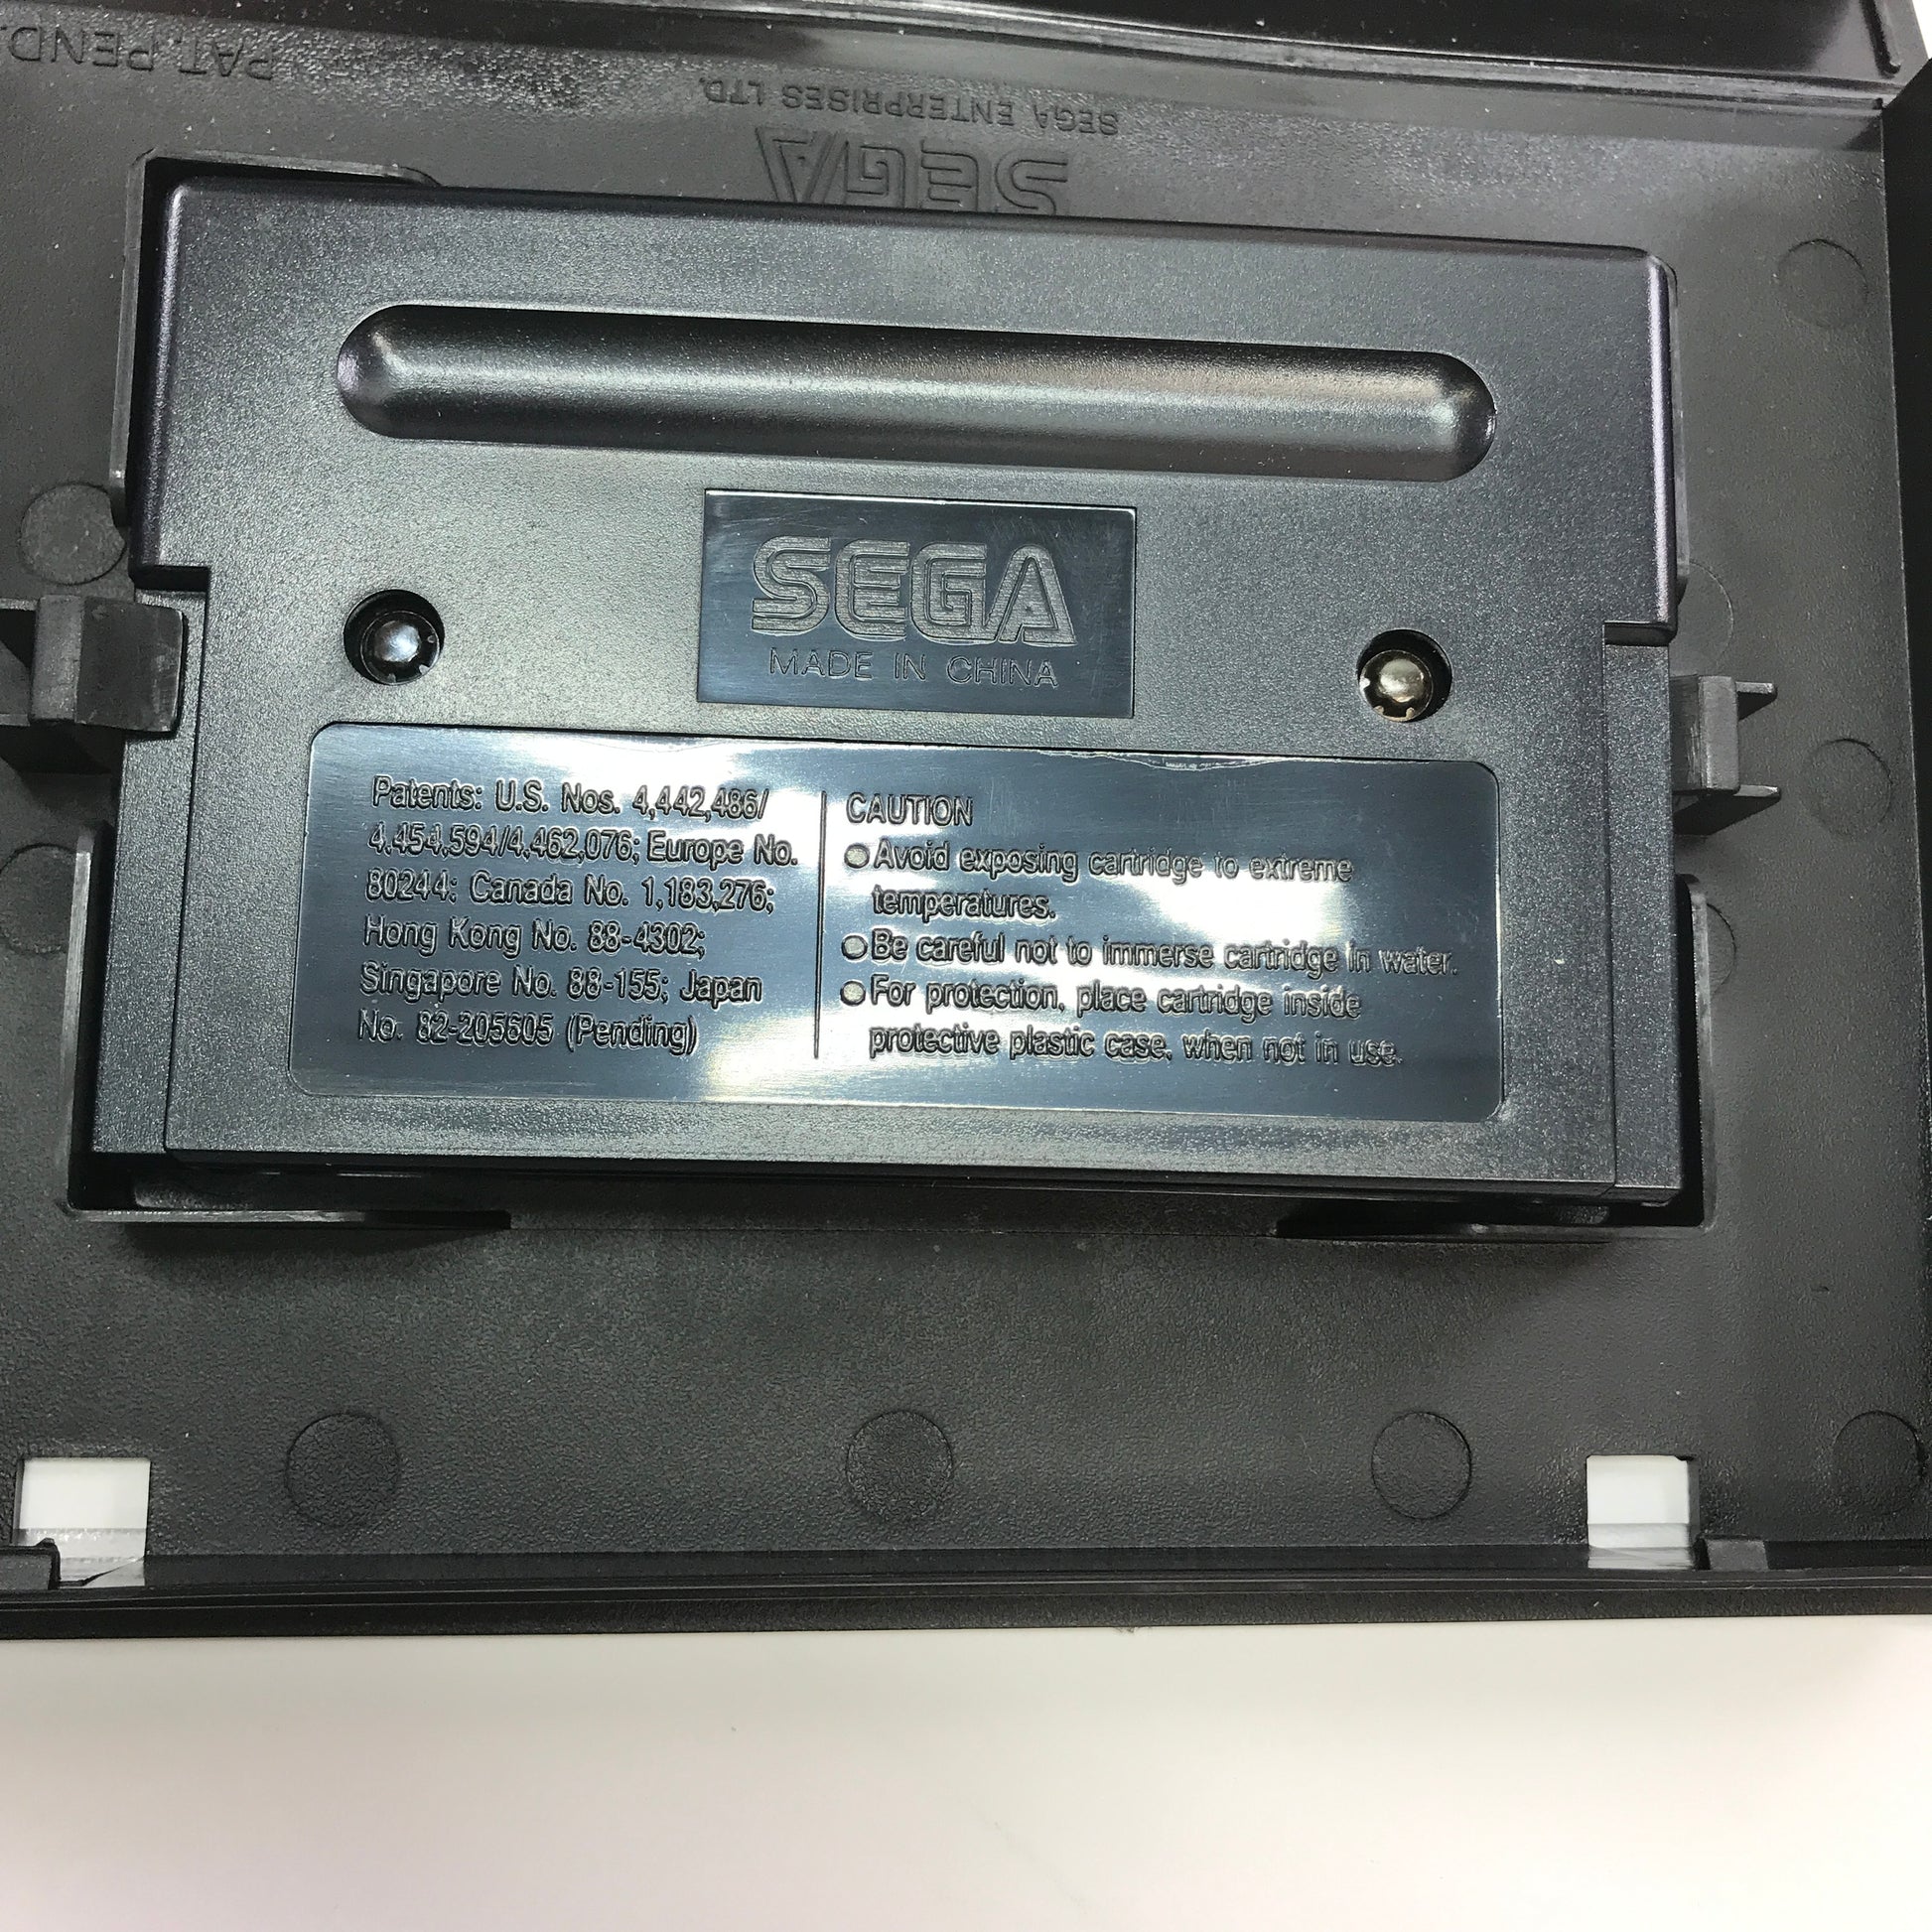 PAT. PEND.
SEGA ENTERPRISES LTD.
SEGA
SEGA
MADE IN CHINA
Patents: U.S. Nos. 4,442,486/
4,454,594/4,462,076; Europe No.
80244; Canada No. 1,183,276;
Hong Kong No. 88-4302;
Singapore No. 88-155; Japan
No. 82-205605 (Pending)
CAUTION
●Avoid exposing cartridge to extreme
temperatures.
●Be careful not to immerse cartridge in water.
●For protection, place cartridge inside
protective plastic case, when not in use.